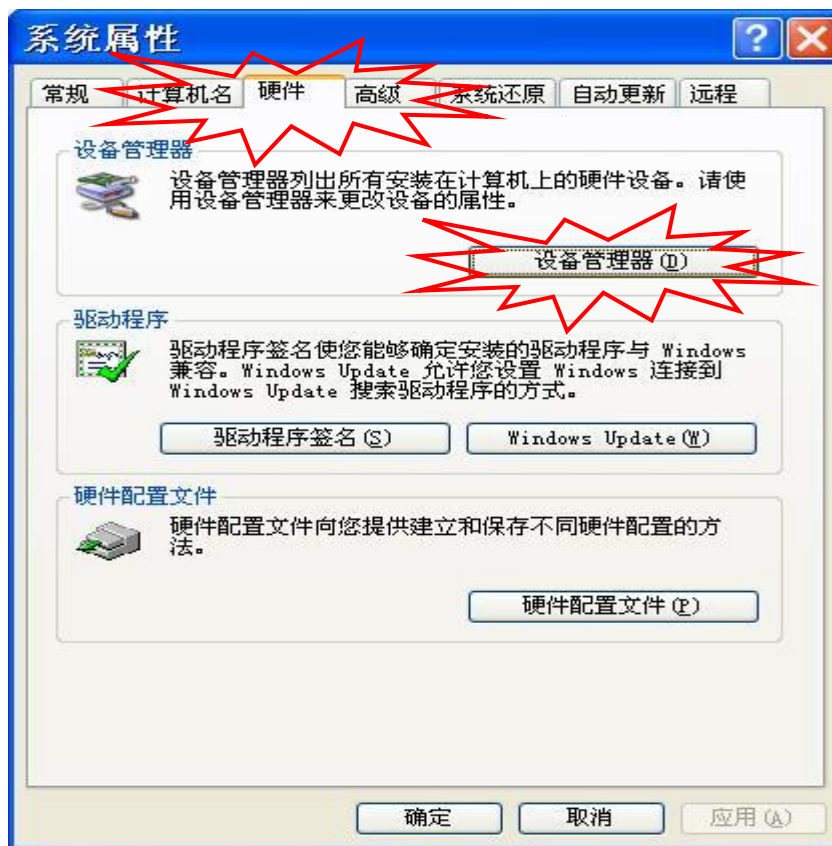 系统属性
常规 计算机名 硬件 高级 系统还原 自动更新 远程
设备管理器
设备管理器列出所有安装在计算机上的硬件设备。请使
用设备管理器来更改设备的属性。
设备管理器(D)
驱动程序
驱动程序签名使您能够确定安装的驱动程序与 Windows
兼容。Windows Update 允许您设置 Windows 连接到
Windows Update 搜索驱动程序的方式。
驱动程序签名(S) Windows Update(W)
硬件配置文件
硬件配置文件向您提供建立和保存不同硬件配置的方
法。
硬件配置文件(P)
确定 取消 应用(A)